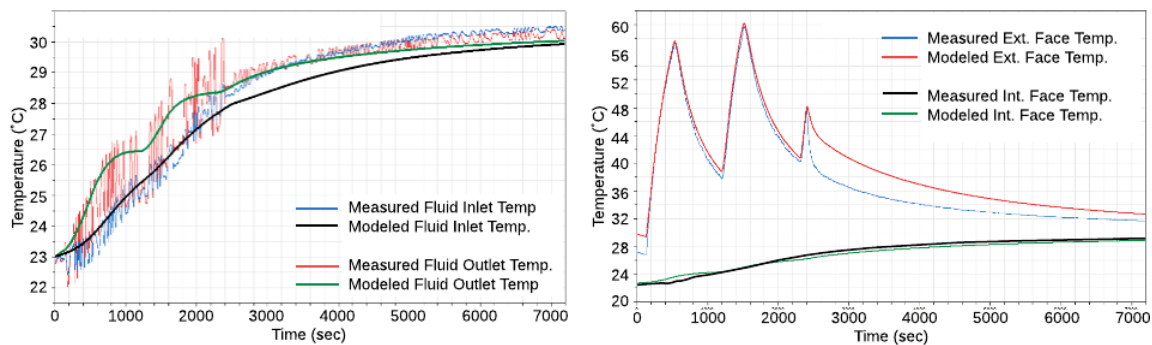 30
29
28
27
26
25
24
23
22
Temperature (˚C)
Measured Fluid Inlet Temp
Modeled Fluid Inlet Temp.
Measured Fluid Outlet Temp.
Modeled Fluid Outlet Temp
0 1000 2000 3000 4000 5000 6000 7000
Time (sec)
60
56
52
48
44
40
36
32
28
24
20
Temperature (˚C)
Measured Ext. Face Temp.
Modeled Ext. Face Temp.
Measured Int. Face Temp.
Modeled Int. Face Temp.
0 1000 2000 3000 4000 5000 6000 7000
Time (sec)